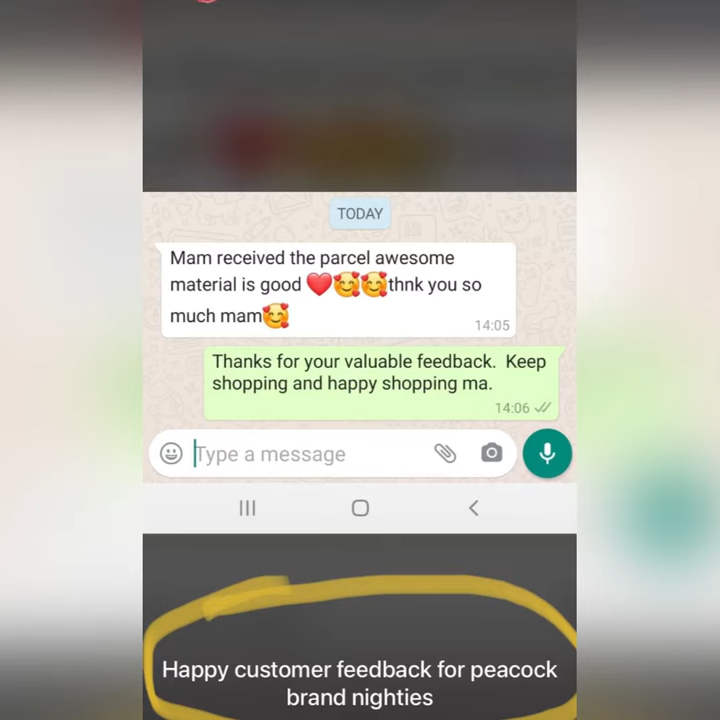 TODAY
Mam received the parcel awesome
material is good ❤️🥰🥰thnk you so
much mam🥰
14:05
Thanks for your valuable feedback.  Keep
shopping and happy shopping ma.
14:06
Type a message
Happy customer feedback for peacock
brand nighties